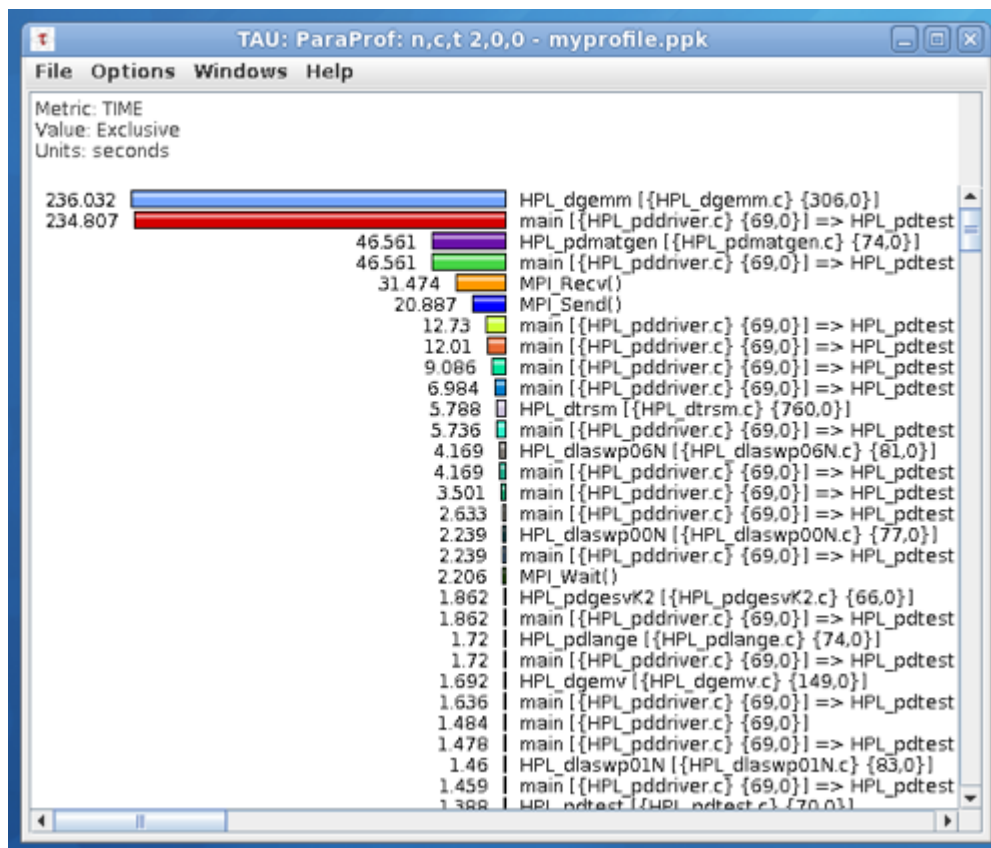 TAU: ParaProf: n,c,t 2,0,0 - myprofile.ppk
File Options Windows Help
Metric: TIME
Value: Exclusive
Units: seconds
236.032 HPL_dgemm [{HPL_dgemm.c} {306,0}]
234.807 main [{HPL_pddriver.c} {69,0}] => HPL_pdtest
46.561 HPL_pdmatgen [{HPL_pdmatgen.c} {74,0}]
46.561 main [{HPL_pddriver.c} {69,0}] => HPL_pdtest
31.474 MPI_Recv()
20.887 MPI_Send()
12.73 main [{HPL_pddriver.c} {69,0}] => HPL_pdtest
12.01 main [{HPL_pddriver.c} {69,0}] => HPL_pdtest
9.086 main [{HPL_pddriver.c} {69,0}] => HPL_pdtest
6.984 main [{HPL_pddriver.c} {69,0}] => HPL_pdtest
5.788 HPL_dtrsm [{HPL_dtrsm.c} {760,0}]
5.736 main [{HPL_pddriver.c} {69,0}] => HPL_pdtest
4.169 HPL_dlaswp06N [{HPL_dlaswp06N.c} {81,0}]
4.169 main [{HPL_pddriver.c} {69,0}] => HPL_pdtest
3.501 main [{HPL_pddriver.c} {69,0}] => HPL_pdtest
2.633 main [{HPL_pddriver.c} {69,0}] => HPL_pdtest
2.239 HPL_dlaswp00N [{HPL_dlaswp00N.c} {77,0}]
2.239 main [{HPL_pddriver.c} {69,0}] => HPL_pdtest
2.206 MPI_Wait()
1.862 HPL_pdgesvK2 [{HPL_pdgesvK2.c} {66,0}]
1.862 main [{HPL_pddriver.c} {69,0}] => HPL_pdtest
1.72 HPL_pdlange [{HPL_pdlange.c} {74,0}]
1.72 main [{HPL_pddriver.c} {69,0}] => HPL_pdtest
1.692 HPL_dgemv [{HPL_dgemv.c} {149,0}]
1.636 main [{HPL_pddriver.c} {69,0}] => HPL_pdtest
1.484 main [{HPL_pddriver.c} {69,0}]
1.478 main [{HPL_pddriver.c} {69,0}] => HPL_pdtest
1.46 HPL_dlaswp01N [{HPL_dlaswp01N.c} {83,0}]
1.459 main [{HPL_pddriver.c} {69,0}] => HPL_pdtest
1.388 HPL_pdtest [{HPL_pdtest.c} {70,0}]